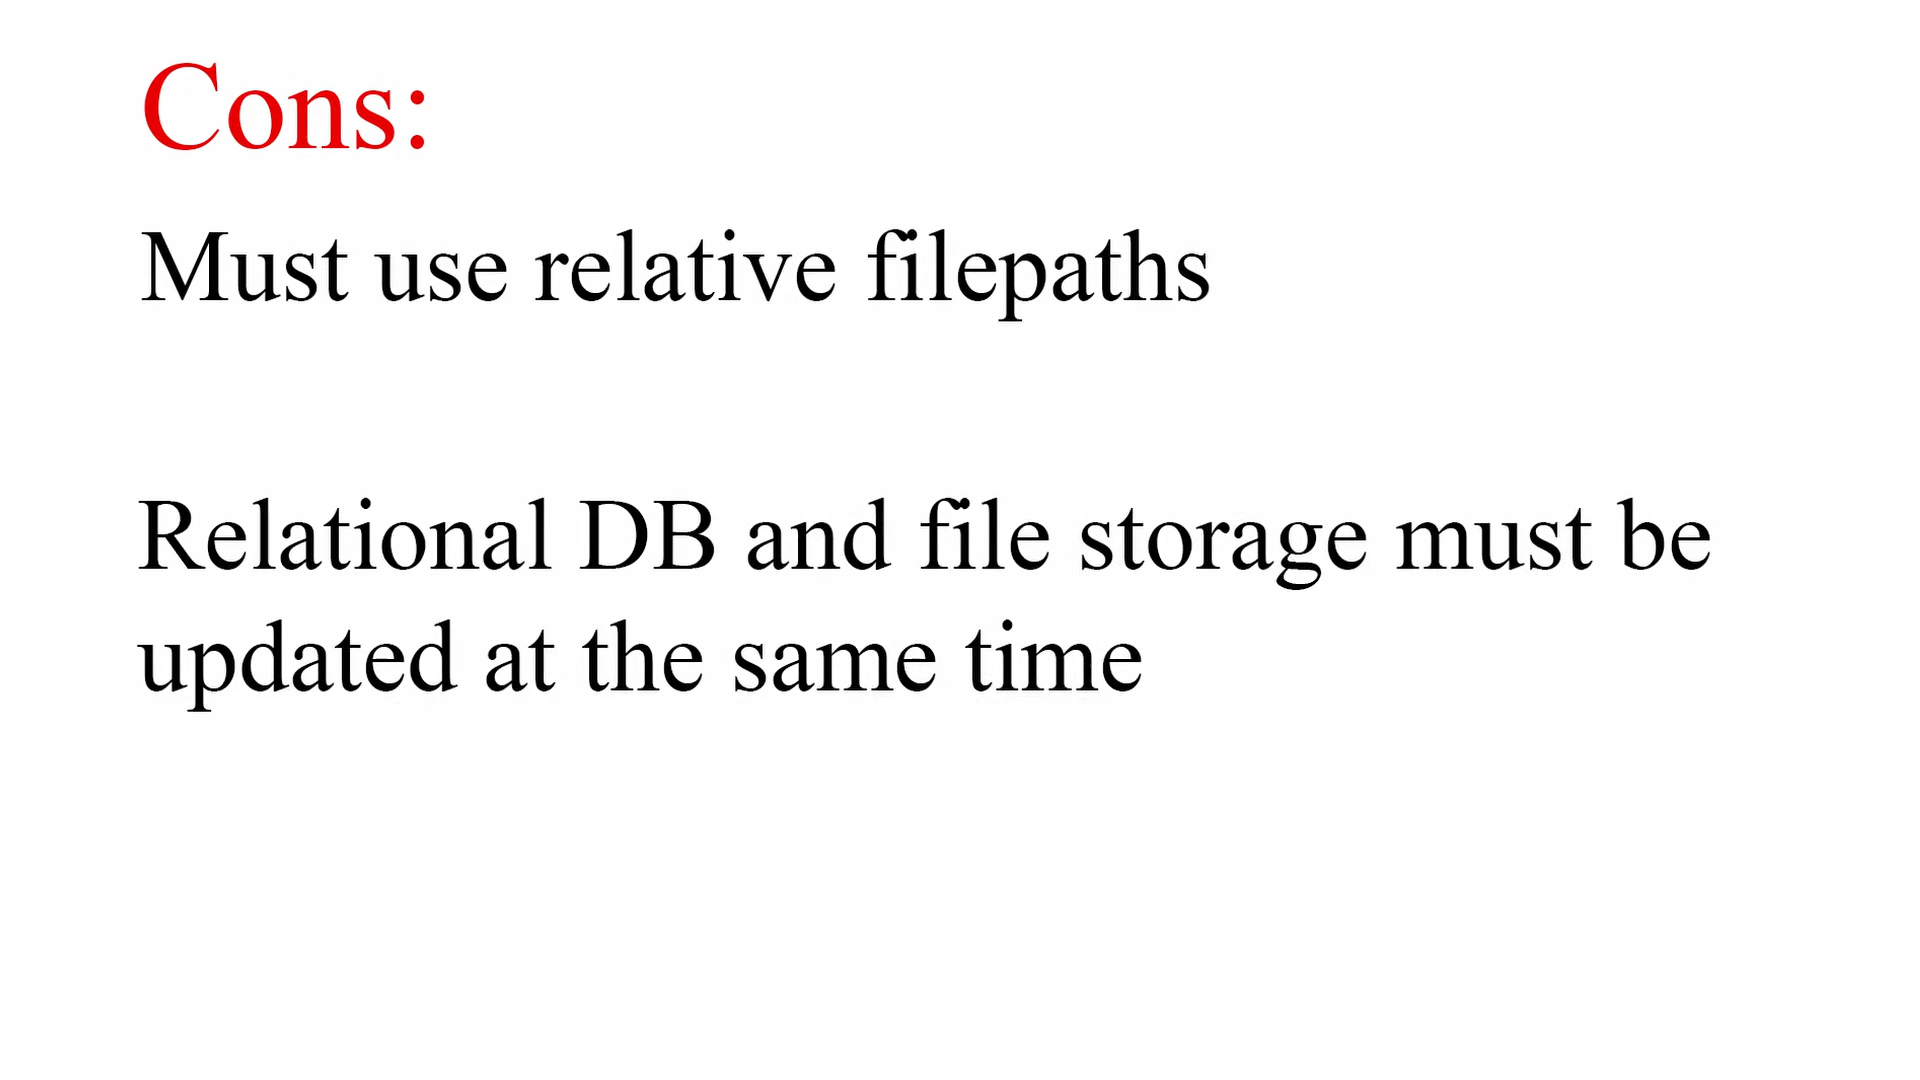 Cons:
Must use relative filepaths
Relational DB and file storage must be
updated at the same time